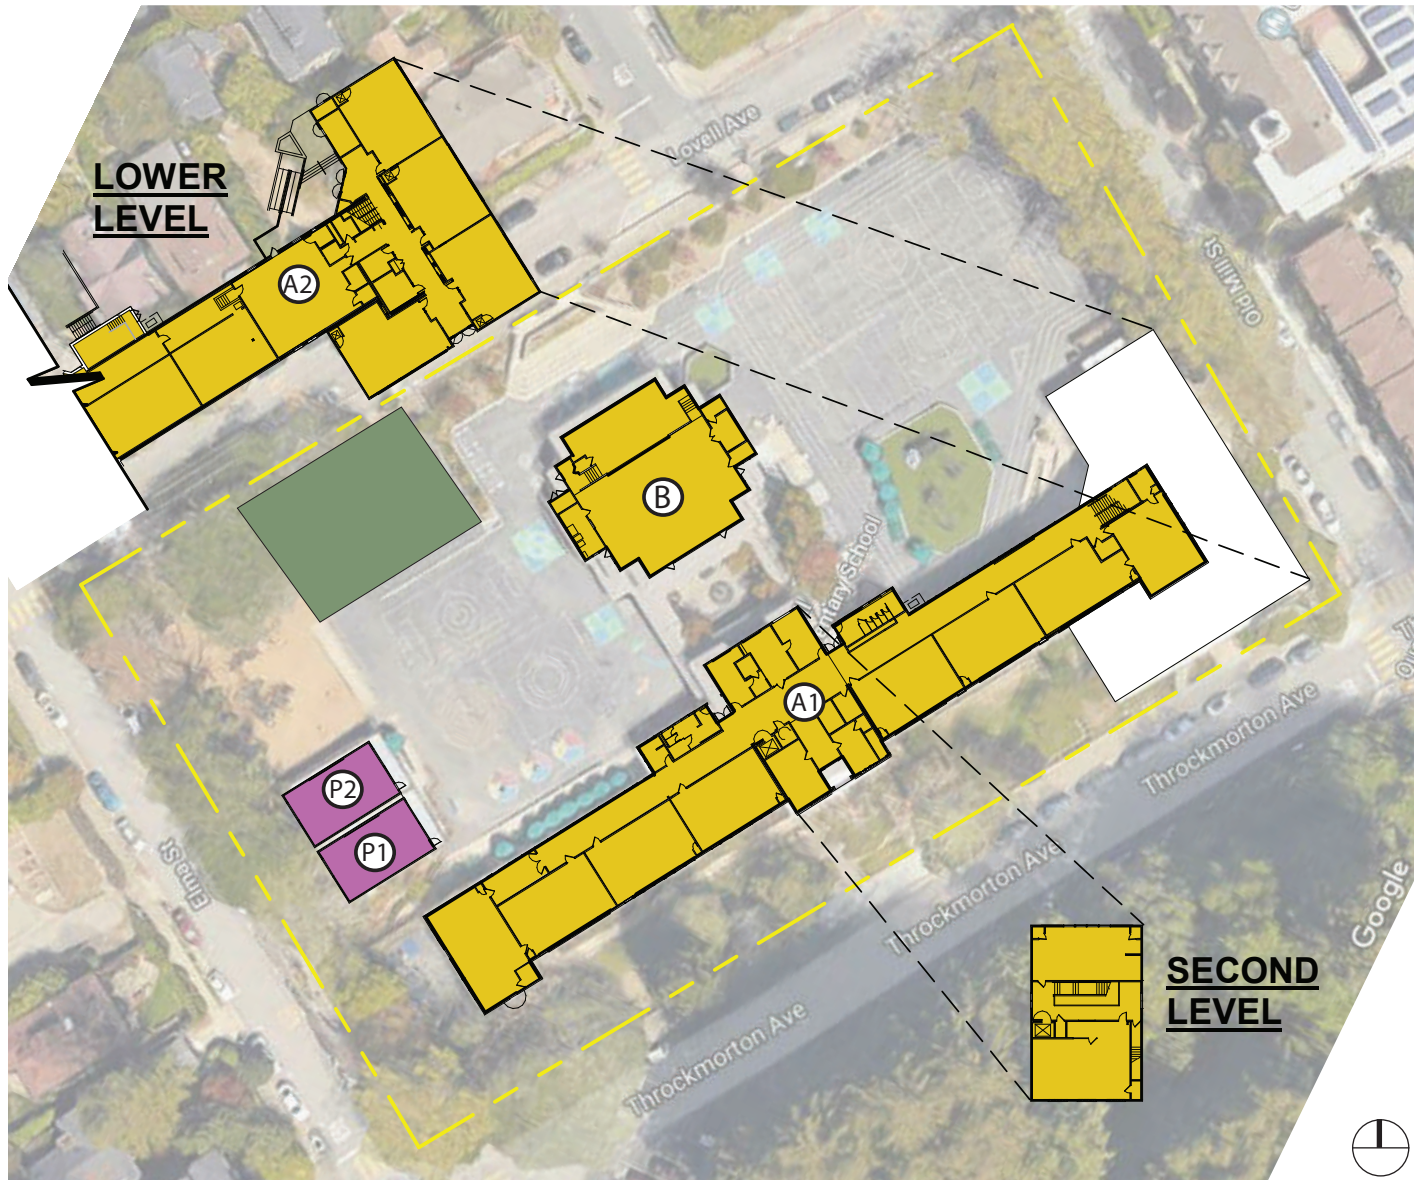 LOWER
LEVEL
Lovell Ave
A2
Old Mill St
B
A1
P2
P1
Elma St
Throckmorton Ave
Throckmorton Ave
Throckmorton Ave
Google
SECOND
LEVEL